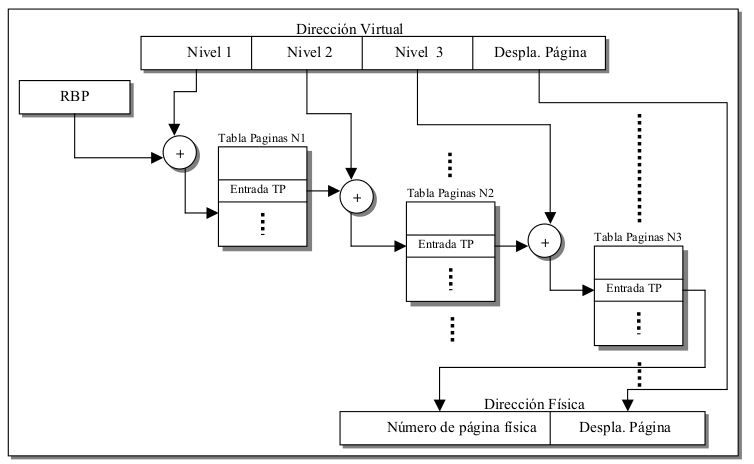 Dirección Virtual
Nivel 1
Nivel 2
Nivel 3
Despla. Página
RBP
+
Tabla Paginas N1
Entrada TP
+
Tabla Paginas N2
Entrada TP
+
Tabla Paginas N3
Entrada TP
Dirección Física
Número de página física
Despla. Página